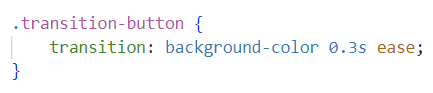 .transition-button {
    transition: background-color 0.3s ease;
}